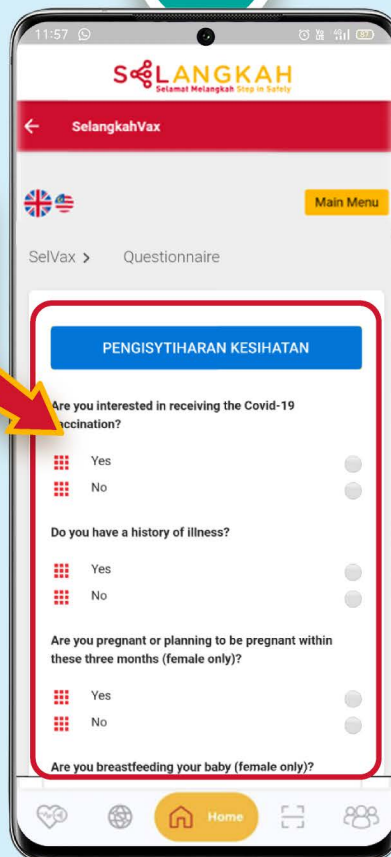 11:57
4G 87
SELANGKAH
Selamat Melangkah Step in Safety
SelangkahVax
Main Menu
SelVax > Questionnaire
PENGISYTIHARAN KESIHATAN
Are you interested in receiving the Covid-19
vaccination?
Yes
No
Do you have a history of illness?
Yes
No
Are you pregnant or planning to be pregnant within
these three months (female only)?
Yes
No
Are you breastfeeding your baby (female only)?
Home